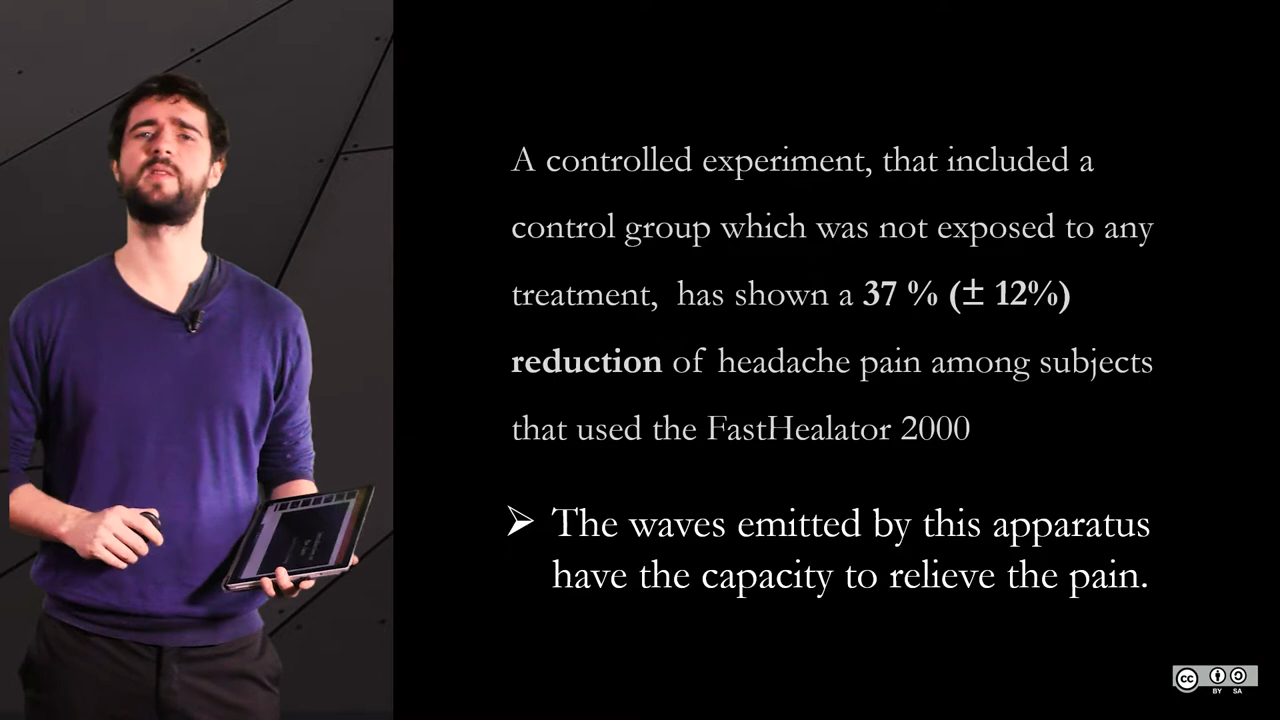 A controlled experiment, that included a
control group which was not exposed to any
treatment, has shown a 37 % (± 12%)
reduction of headache pain among subjects
that used the FastHealator 2000
➢ The waves emitted by this apparatus
have the capacity to relieve the pain.
cc
BY SA